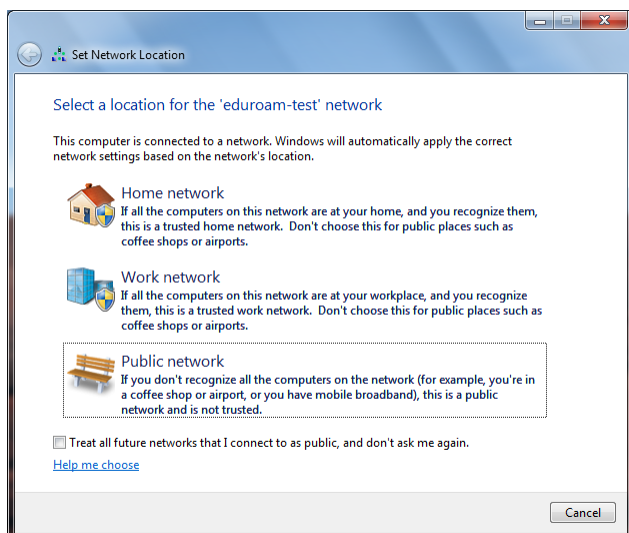 Set Network Location
Select a location for the 'eduroam-test' network
This computer is connected to a network. Windows will automatically apply the correct
network settings based on the network's location.
Home network
If all the computers on this network are at your home, and you recognize them,
this is a trusted home network.  Don't choose this for public places such as
coffee shops or airports.
Work network
If all the computers on this network are at your workplace, and you recognize
them, this is a trusted work network.  Don't choose this for public places such as
coffee shops or airports.
Public network
If you don't recognize all the computers on the network (for example, you're in
a coffee shop or airport, or you have mobile broadband), this is a public
network and is not trusted.
Treat all future networks that I connect to as public, and don't ask me again.
Help me choose
Cancel